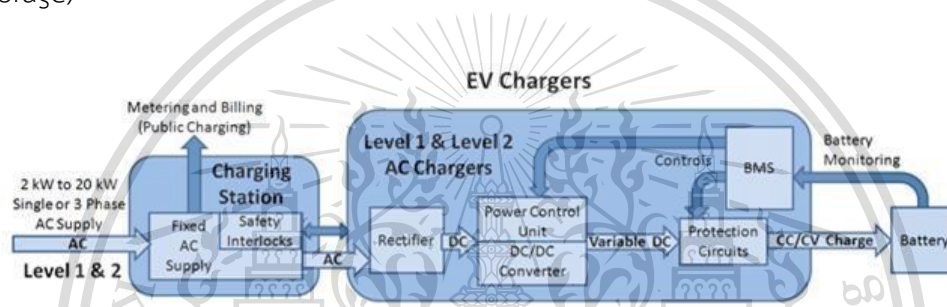 EV Chargers
Metering and Billing
(Public Charging)
2 kW to 20 kW
Single or 3 Phase
AC Supply
AC
Level 1 & 2
Charging
Station
Fixed
AC
Supply
Safety
Interlocks
AC
Level 1 & Level 2
AC Chargers
Rectifier
DC
Power Control
Unit
DC/DC
Converter
Variable DC
Controls
BMS
Protection
Circuits
Battery
Monitoring
CC/CV Charge
Battery